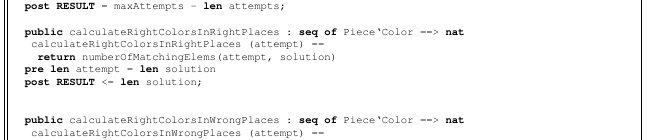 post RESULT = maxAttempts - len attempts;
public calculateRightColorsInRightPlaces : seq of Piece`Color ==> nat
calculateRightColorsInRightPlaces (attempt) ==
return numberOfMatchingElems(attempt, solution)
pre len attempt = len solution
post RESULT <= len solution;
public calculateRightColorsInWrongPlaces : seq of Piece`Color ==> nat
calculateRightColorsInWrongPlaces (attempt) ==